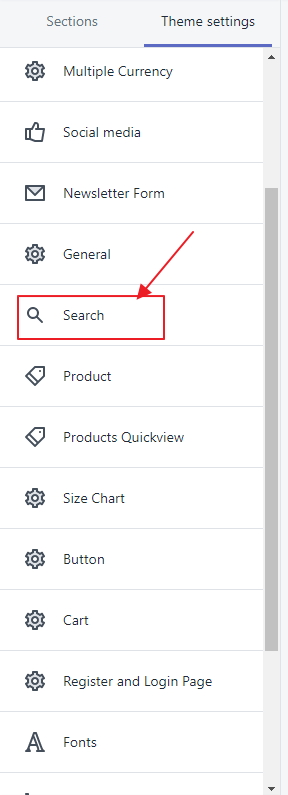 Sections Theme settings
Multiple Currency
Social media
Newsletter Form
General
Search
Product
Products Quickview
Size Chart
Button
Cart
Register and Login Page
Fonts